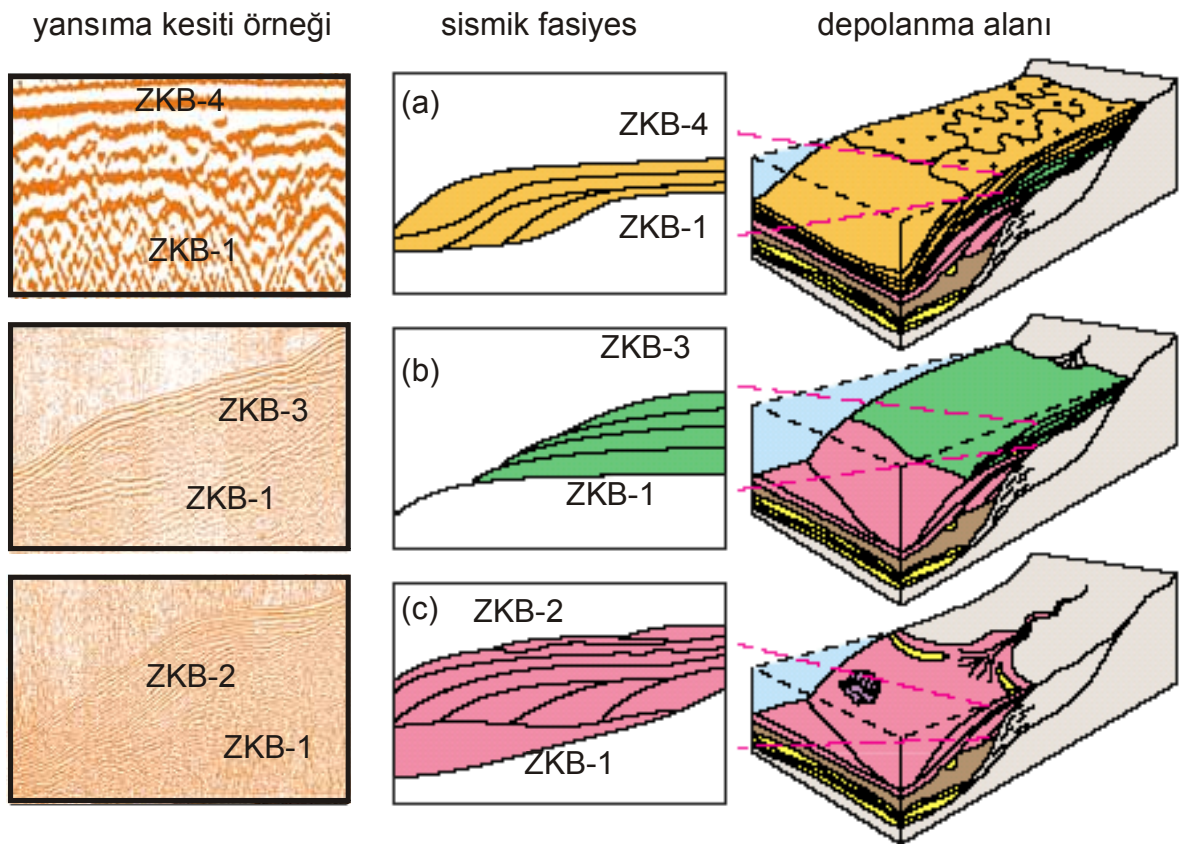 yansıma kesiti örneği sismik fasiyes depolanma alanı
ZKB-4
ZKB-1
(a)
ZKB-4
ZKB-1
ZKB-3
ZKB-1
(b)
ZKB-3
ZKB-1
ZKB-2
ZKB-1
(c)
ZKB-2
ZKB-1